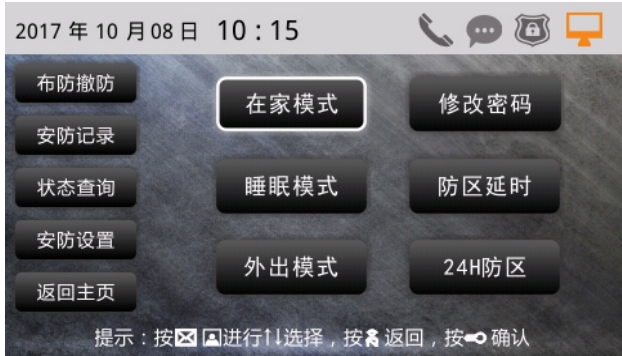 2017 年 10 月 08 日 10 : 15
布防撤防
安防记录
状态查询
安防设置
返回主页
在家模式
修改密码
睡眠模式
防区延时
外出模式
24H防区
提示：按进行↑↓选择，按返回，按确认